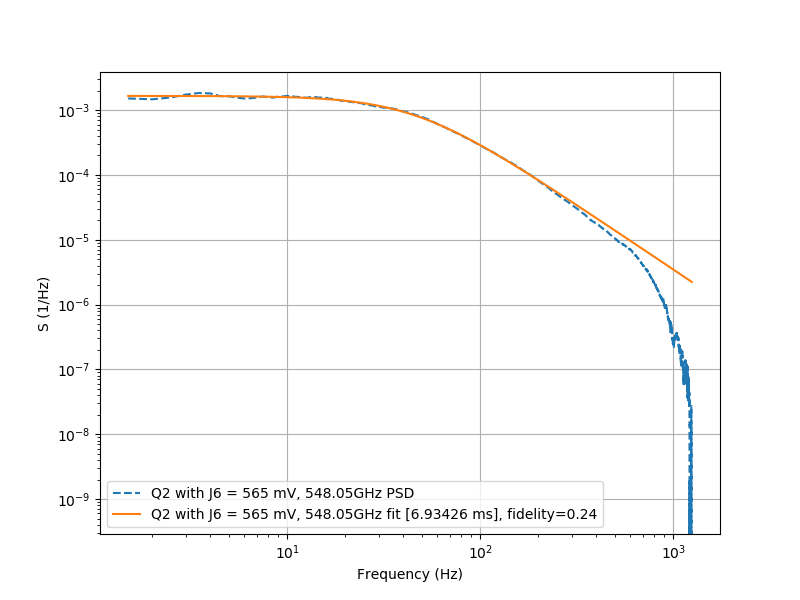 10⁻³
10⁻⁴
10⁻⁵
10⁻⁶
10⁻⁷
10⁻⁸
10⁻⁹
S (1/Hz)
Q2 with J6 = 565 mV, 548.05GHz PSD
Q2 with J6 = 565 mV, 548.05GHz fit [6.93426 ms], fidelity=0.24
10¹ 10² 10³
Frequency (Hz)